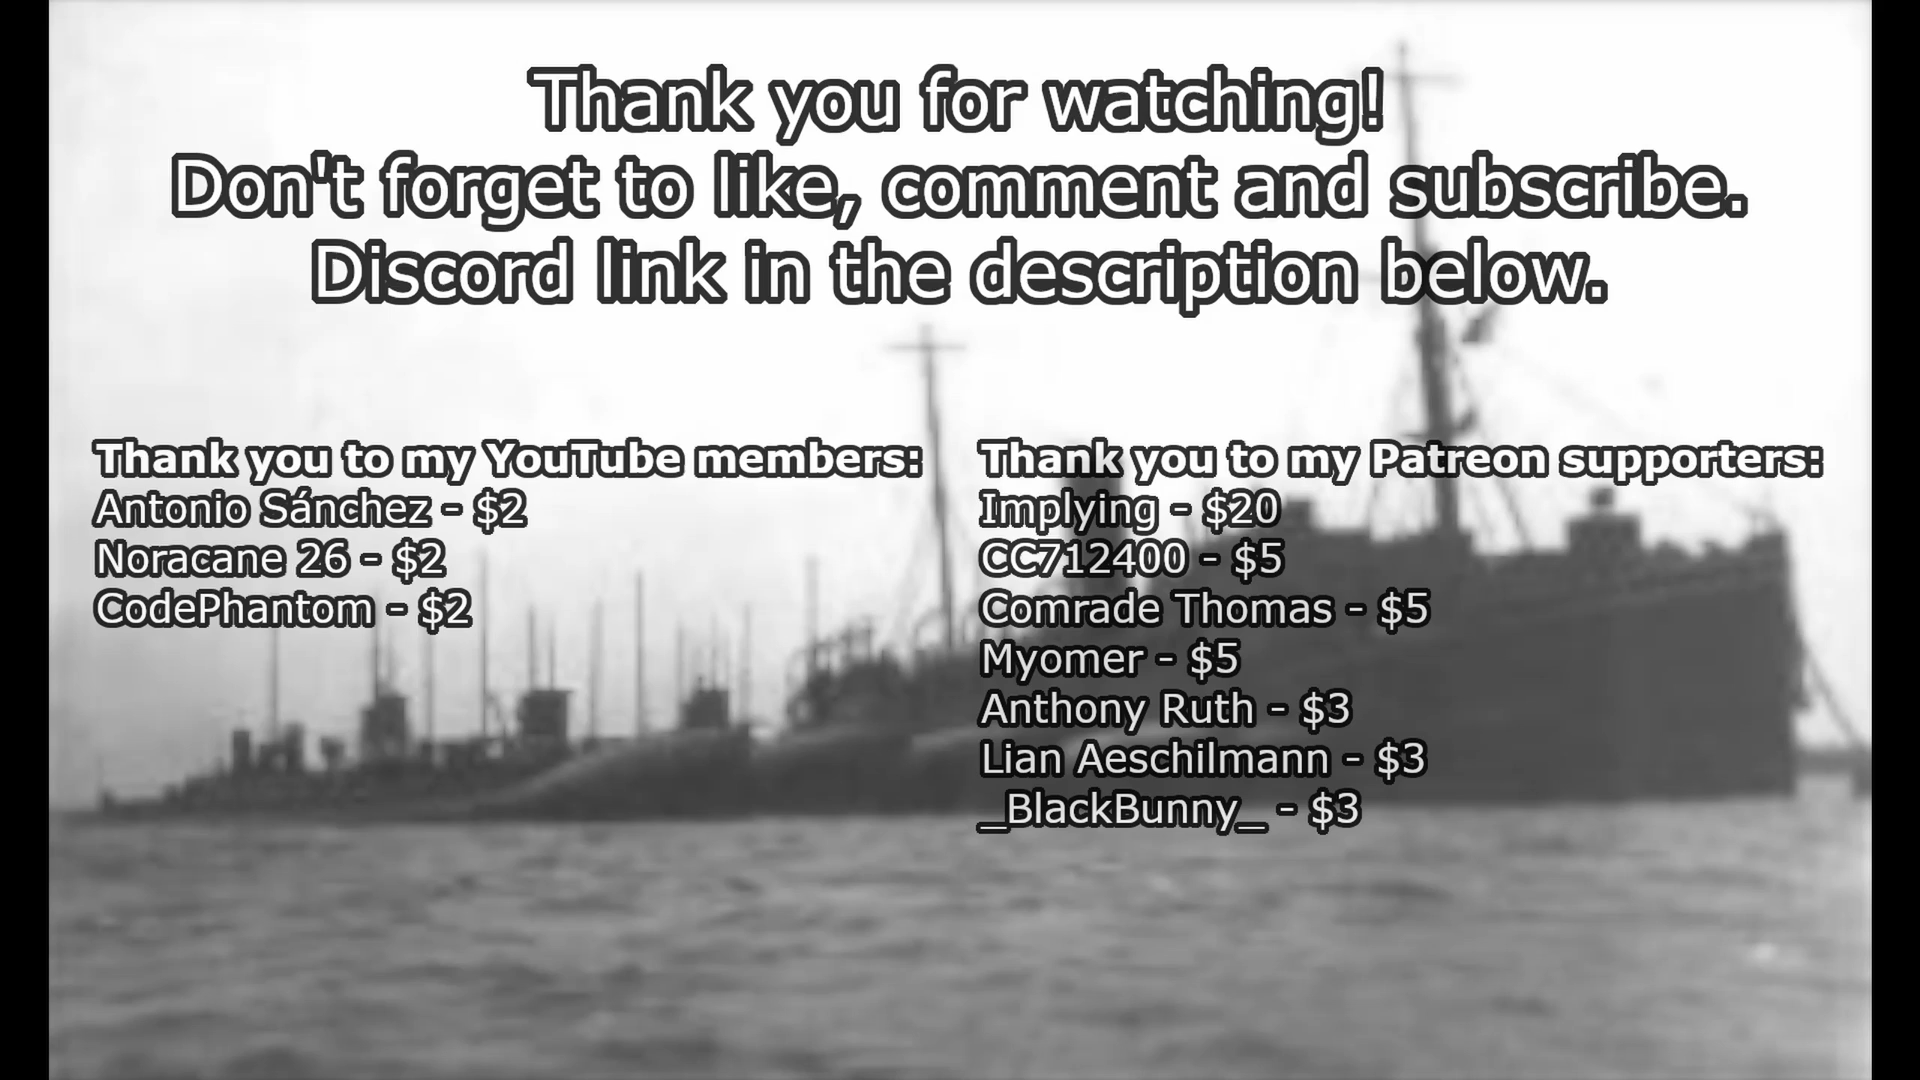 Thank you for watching!
Don't forget to like, comment and subscribe.
Discord link in the description below.
Thank you to my YouTube members:
Antonio Sánchez - $2
Noracane 26 - $2
CodePhantom - $2
Thank you to my Patreon supporters:
Implying - $20
CC712400 - $5
Comrade Thomas - $5
Myomer - $5
Anthony Ruth - $3
Lian Aeschilmann - $3
_BlackBunny_ - $3